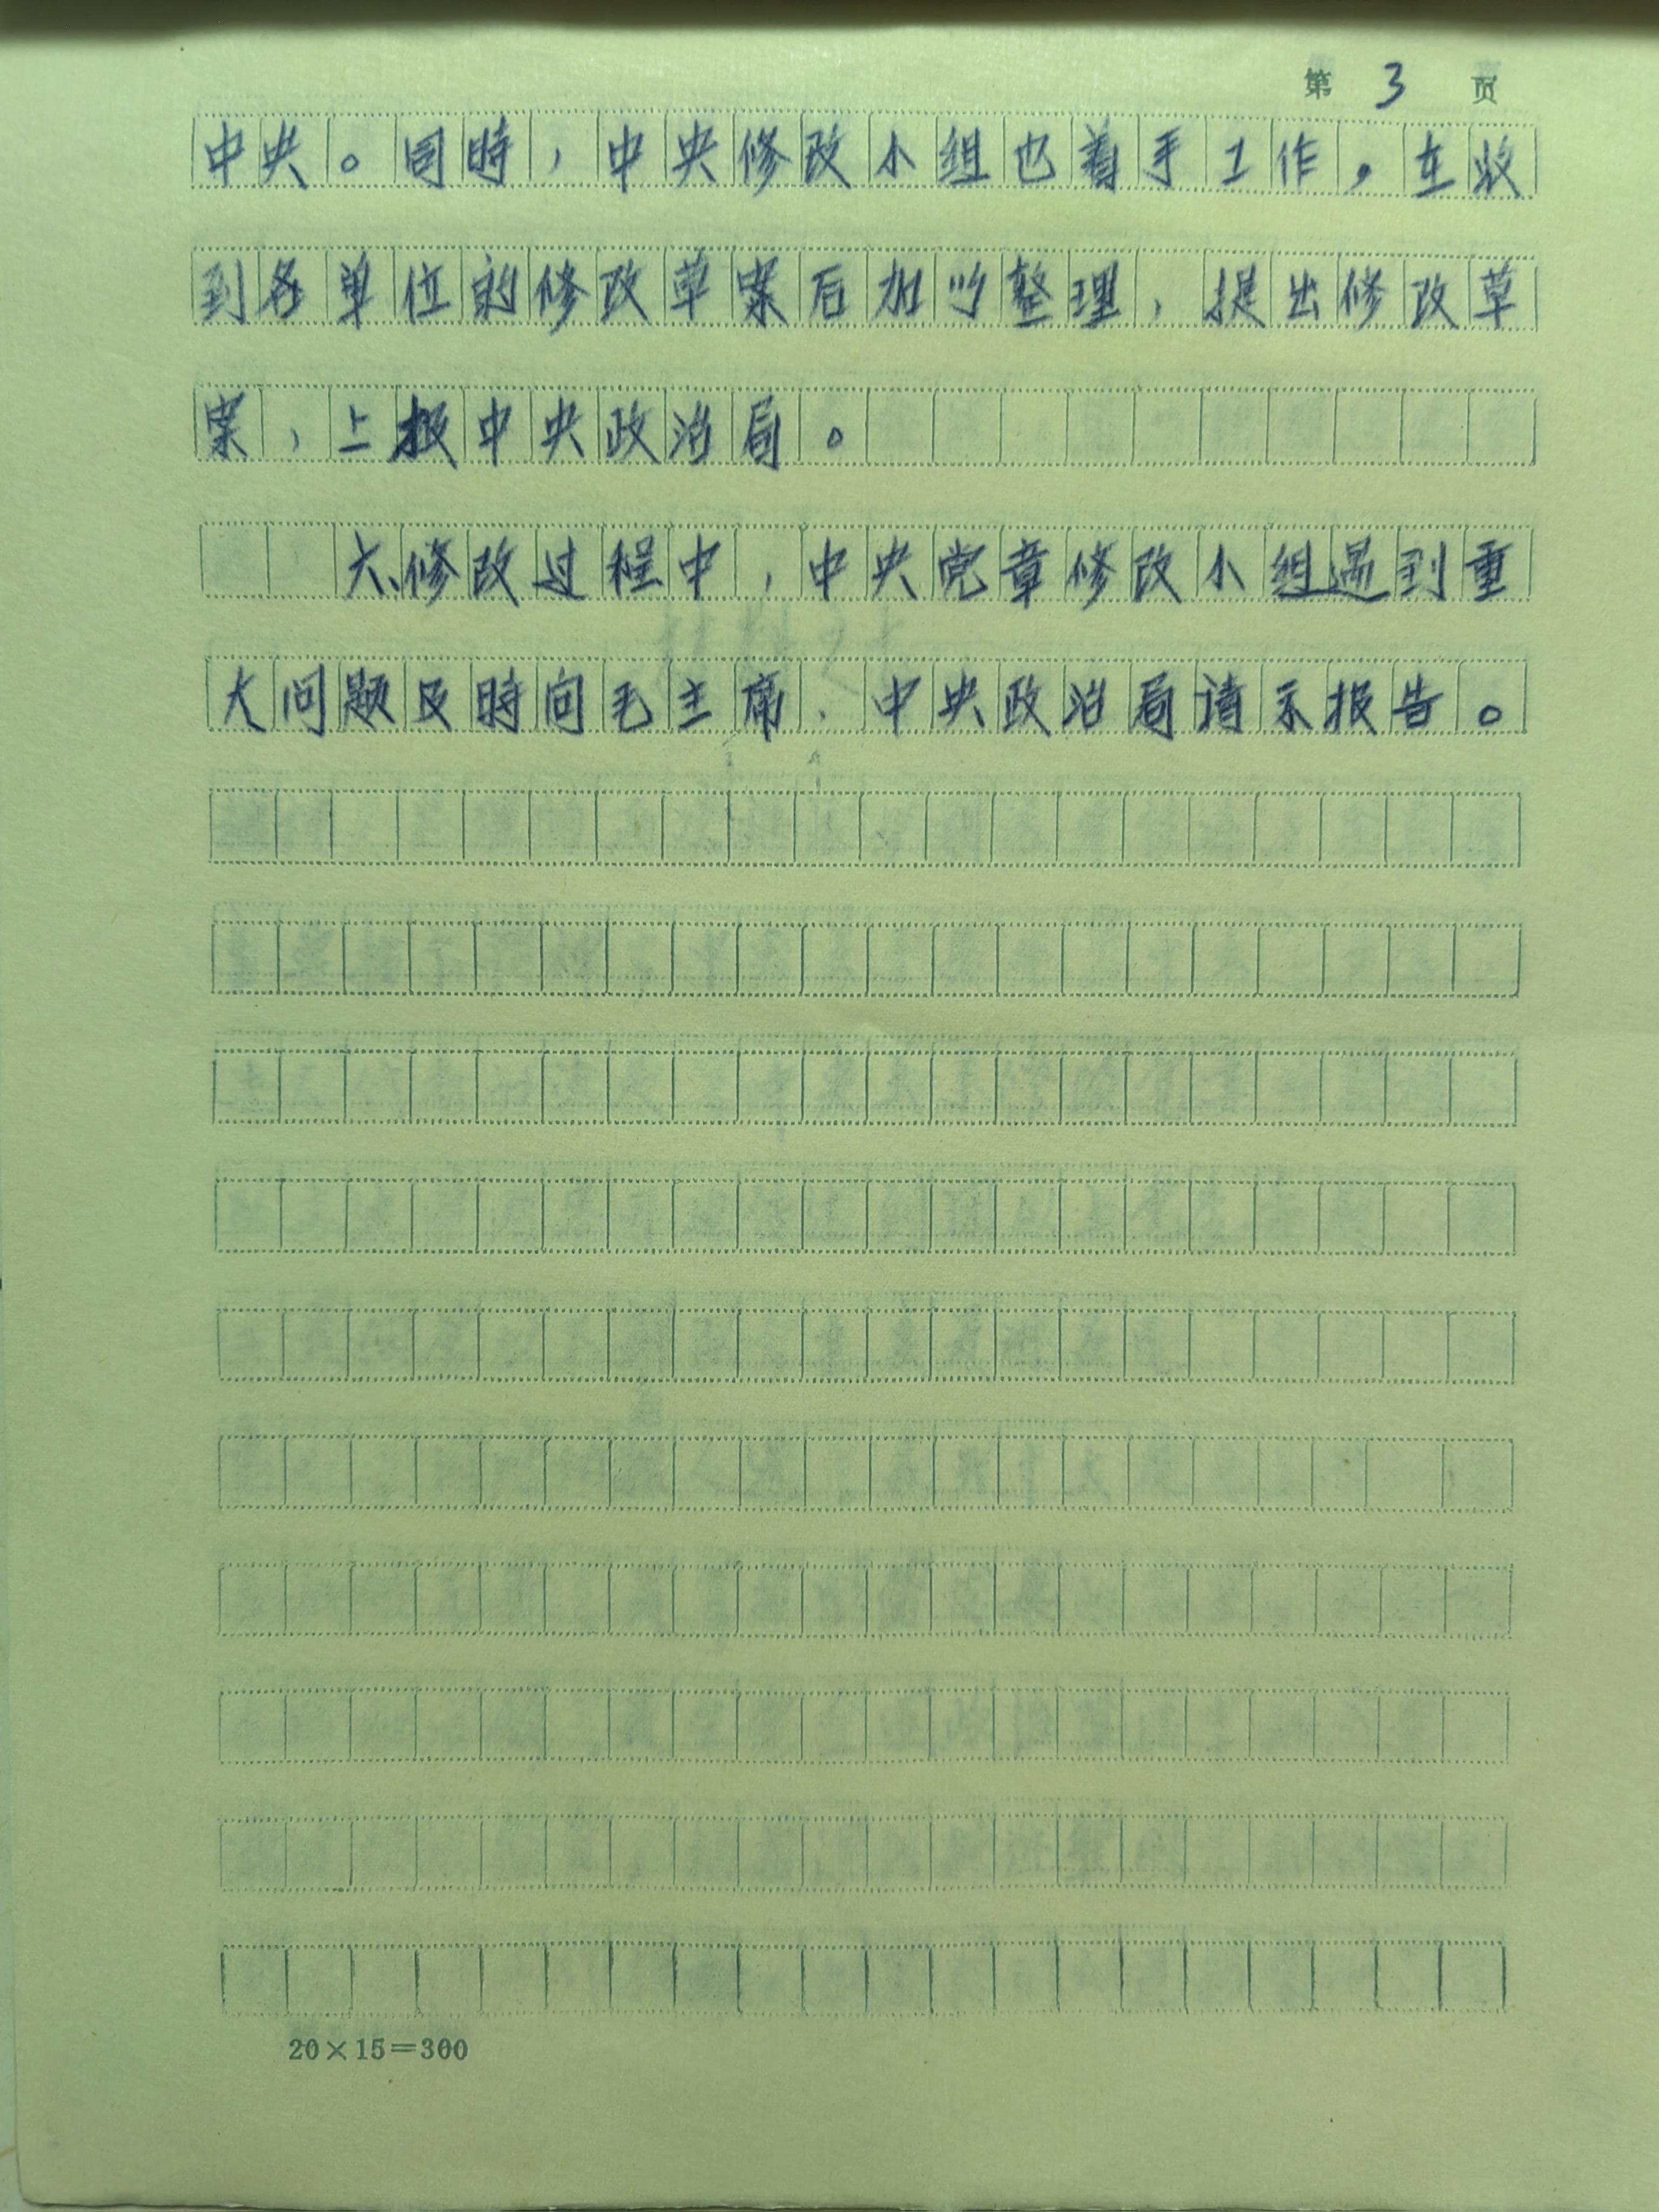 第 3 页
中央。同時，中央修改小组也着手工作。在收
到各单位的修改草案后加以整理，提出修改草
案，上报中央政治局。
六、修改过程中，中央党章修改小组遇到重
大问题及時向毛主席、中央政治局请示报告。
20×15=300